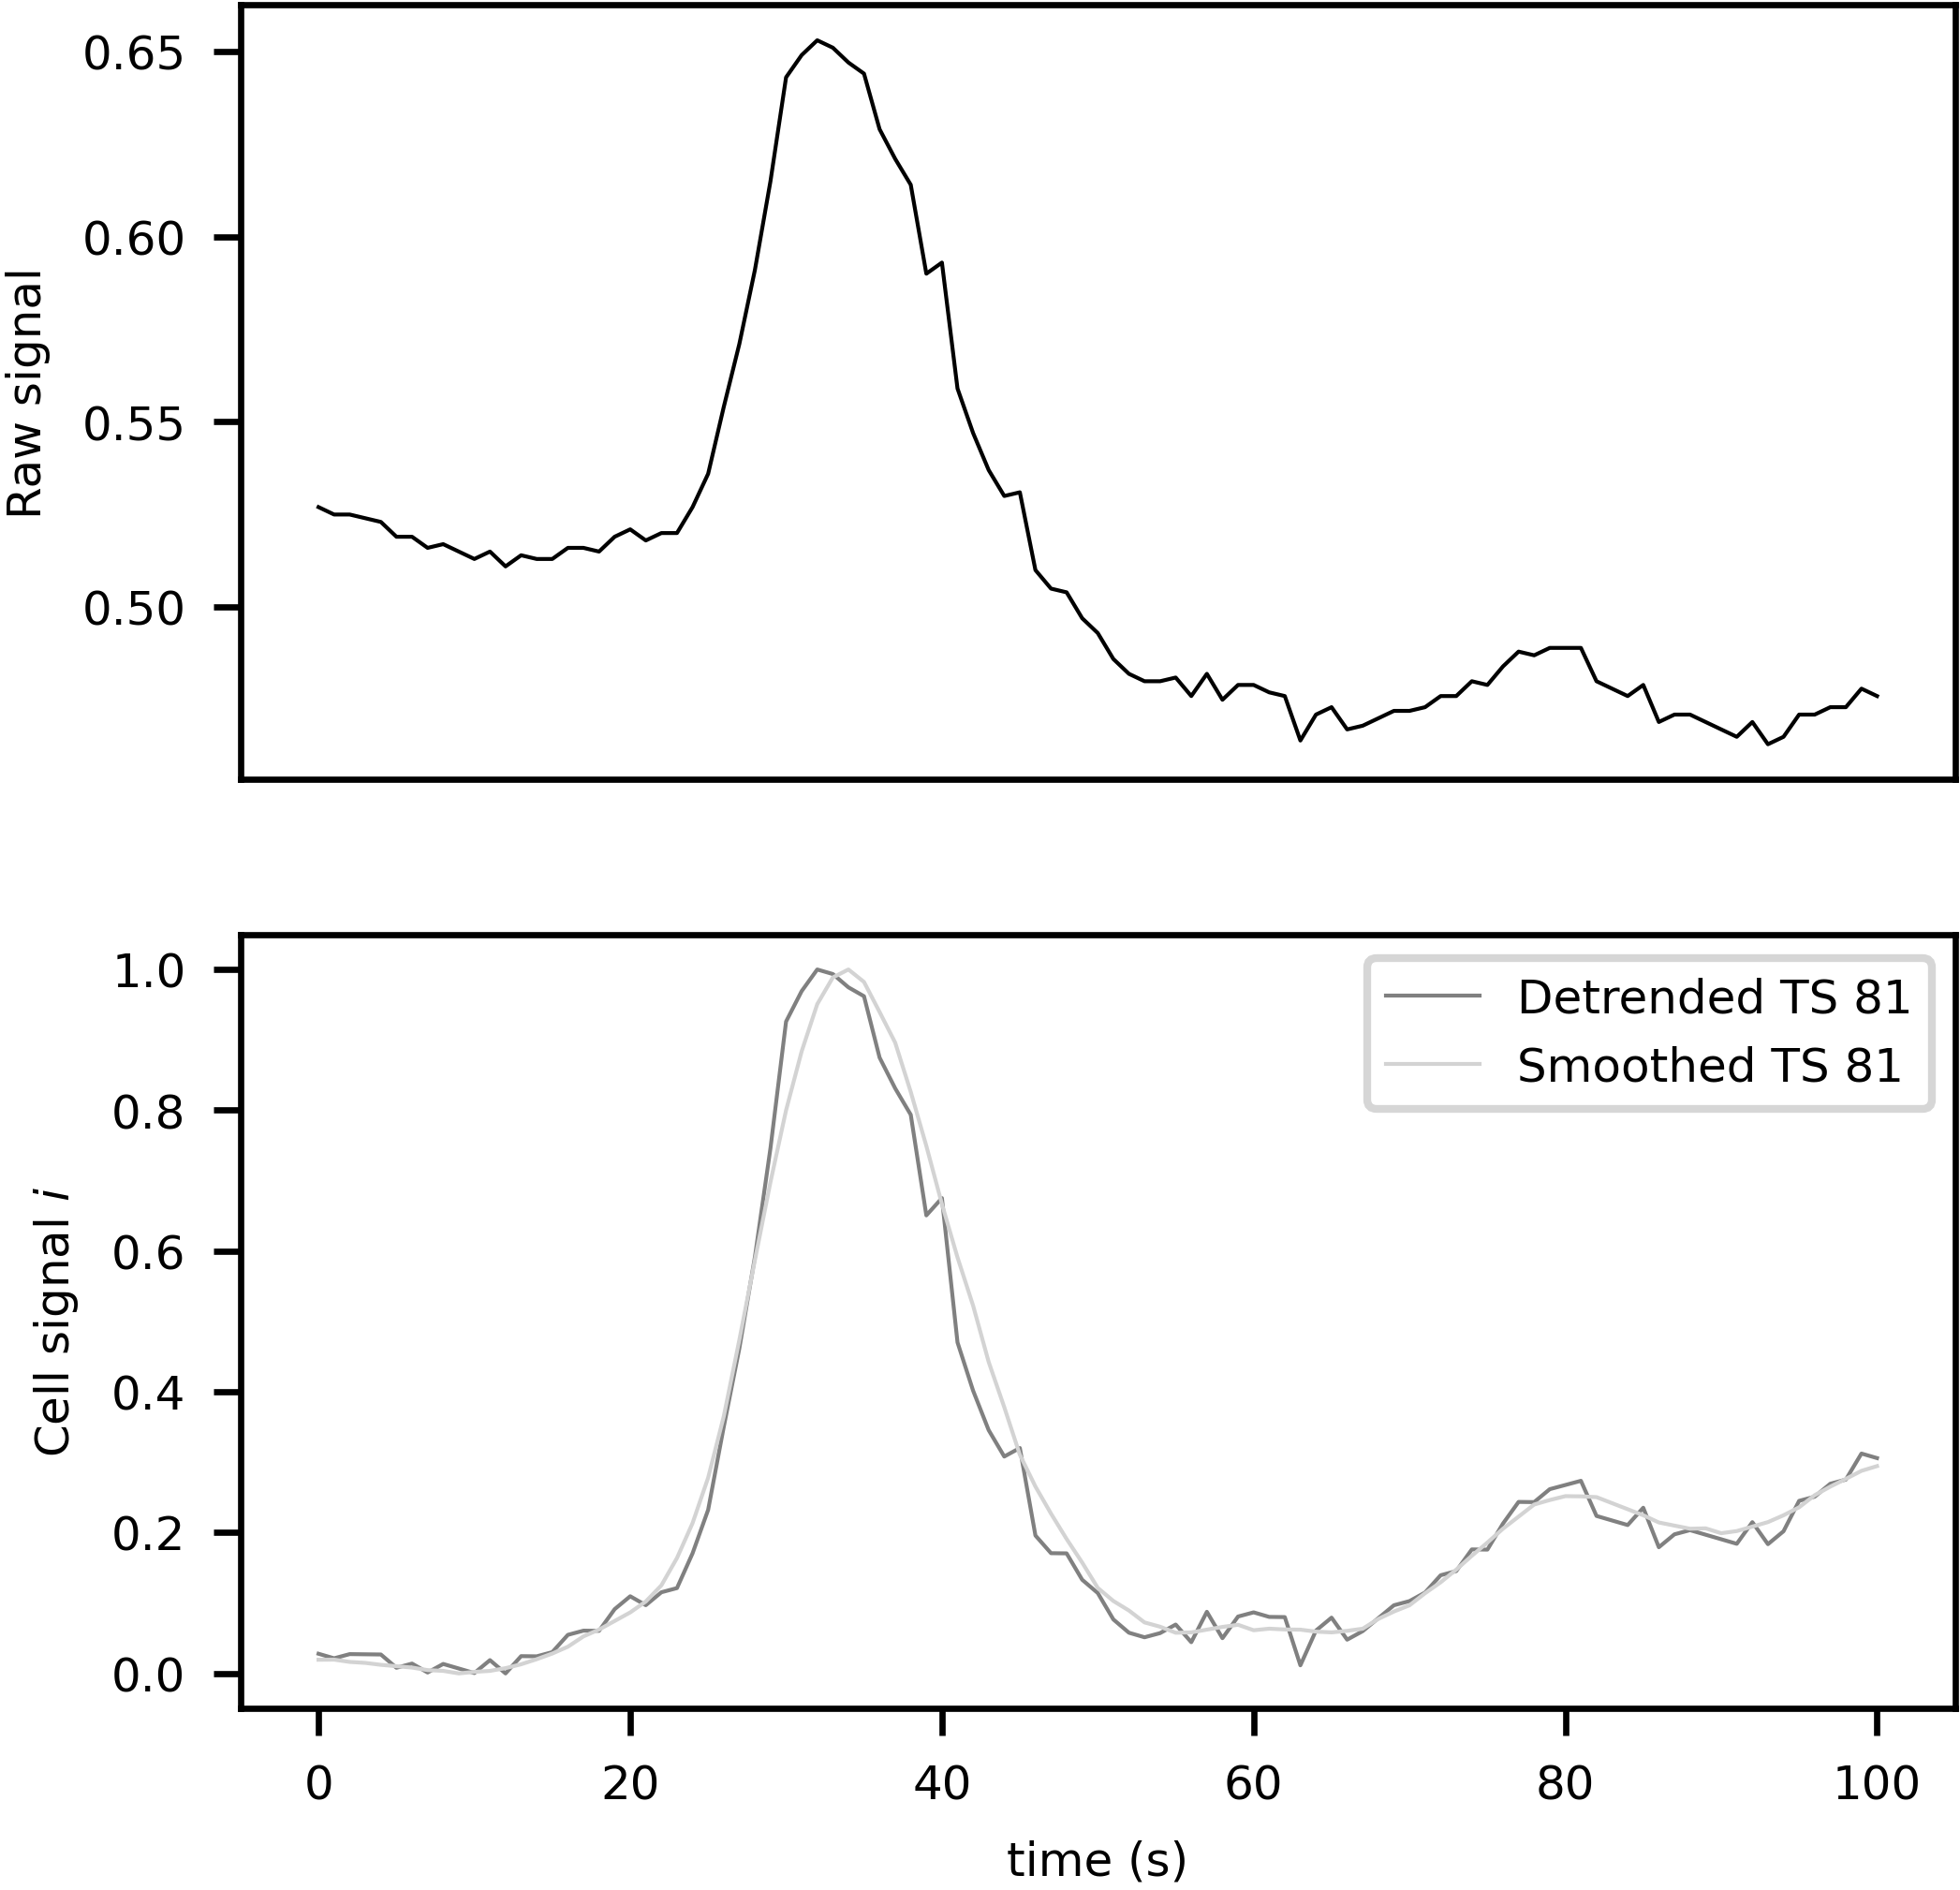 Raw signal
0.65
0.60
0.55
0.50
Cell signal i
1.0
0.8
0.6
0.4
0.2
0.0
Detrended TS 81
Smoothed TS 81
0 20 40 60 80 100
time (s)